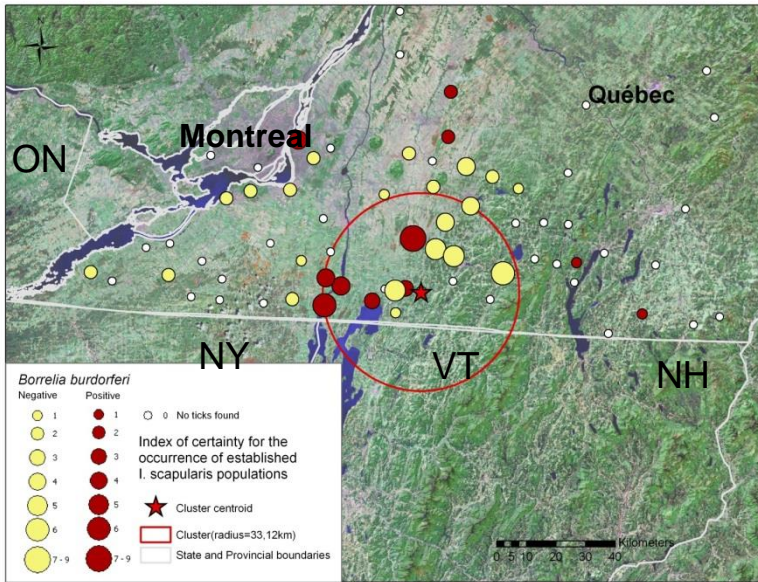 Québec
Montreal
ON
NY
VT
NH
Borrelia burdorferi
Negative Positive
1 1 0 No ticks found
2 2
3 3
4 4
5 5
6 6
7 - 9 7 - 9
Index of certainty for the
occurrence of established
I. scapularis populations
Cluster centroid
Cluster(radius=33,12km)
State and Provincial boundaries
Kilometers
0 5 10 20 30 40